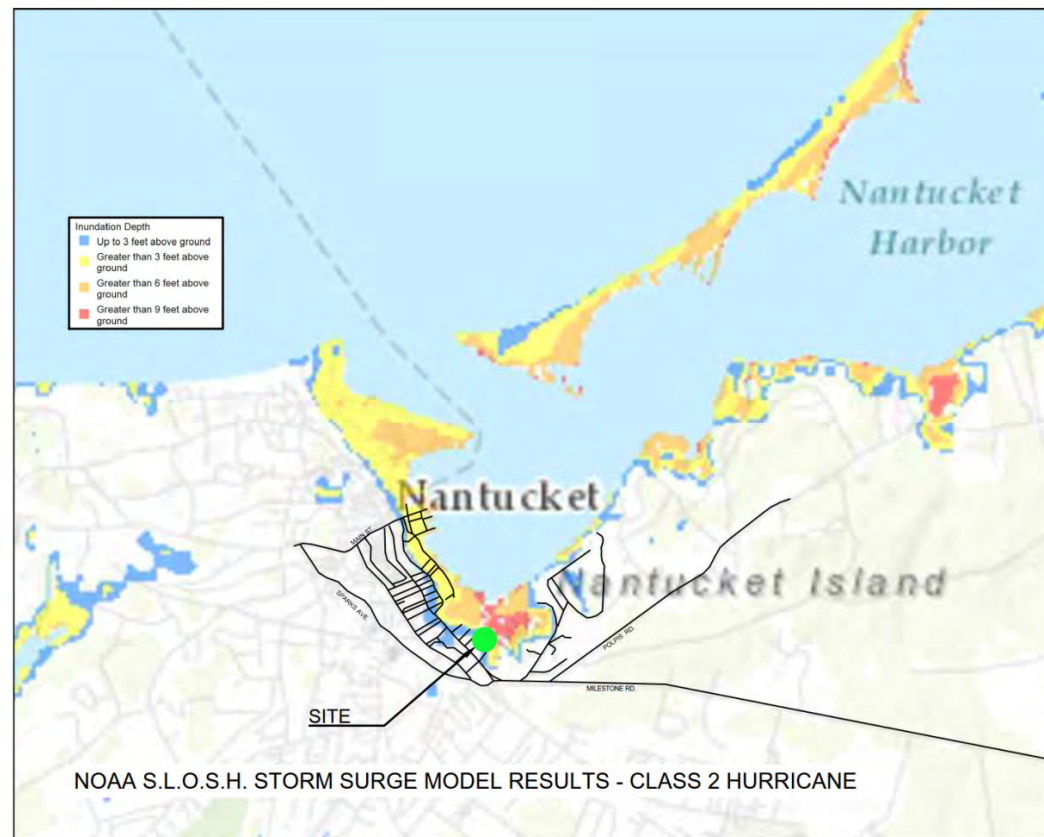 Nantucket
Harbor
Inundation Depth
Up to 3 feet above ground
Greater than 3 feet above
ground
Greater than 6 feet above
ground
Greater than 9 feet above
ground
Nantucket
MAIN ST.
Nantucket Island
SPARKS AVE.
POLPIS RD.
MILESTONE RD.
SITE
NOAA S.L.O.S.H. STORM SURGE MODEL RESULTS - CLASS 2 HURRICANE